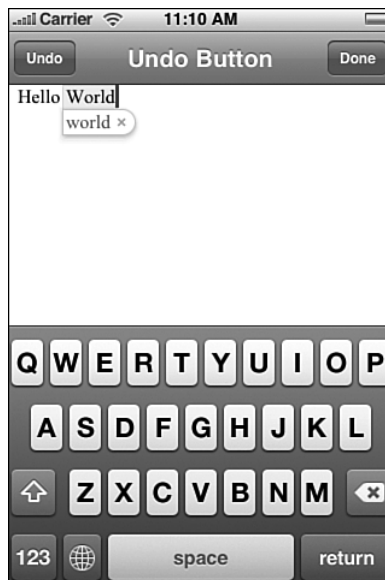 Carrier 11:10 AM
Undo Undo Button Done
Hello World
world ×
Q W E R T Y U I O P
A S D F G H J K L
Z X C V B N M
123 space return